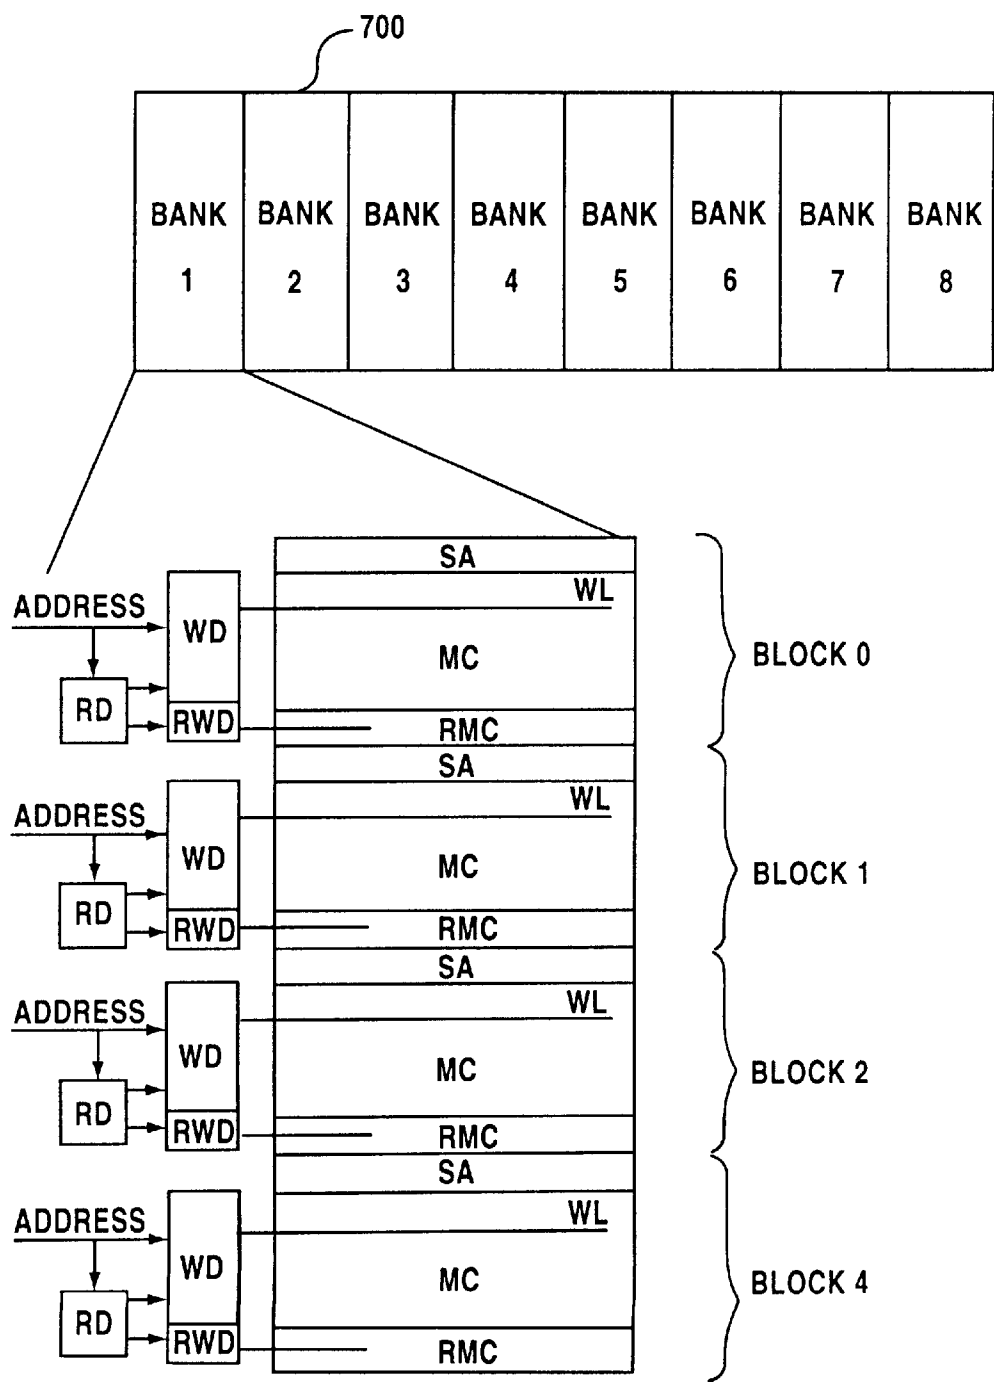 700
BANK BANK BANK BANK BANK BANK BANK BANK
1 2 3 4 5 6 7 8
SA
WL
ADDRESS
WD
MC
BLOCK 0
RD
RWD
RMC
SA
WL
ADDRESS
WD
MC
BLOCK 1
RD
RWD
RMC
SA
WL
ADDRESS
WD
MC
BLOCK 2
RD
RWD
RMC
SA
WL
ADDRESS
WD
MC
BLOCK 4
RD
RWD
RMC